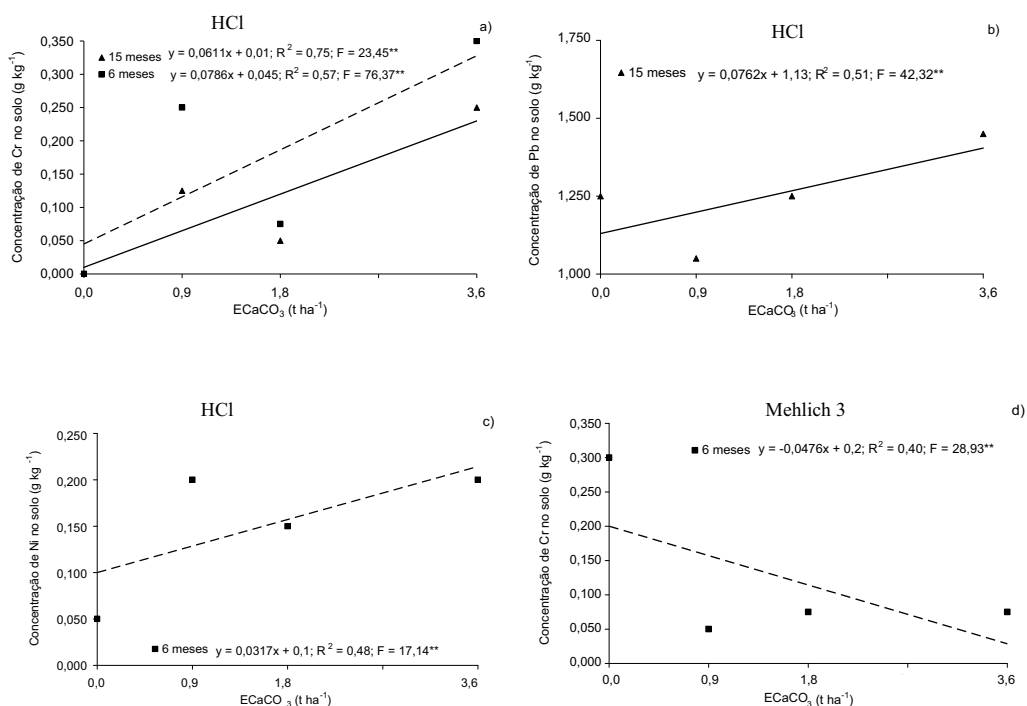 HCl
a)
Concentração de Cr no solo (g kg⁻¹)
0,350
0,300
0,250
0,200
0,150
0,100
0,050
0,000
15 meses y = 0,0611x + 0,01; R² = 0,75; F = 23,45**
6 meses y = 0,0786x + 0,045; R² = 0,57; F = 76,37**
0,0 0,9 1,8 3,6
ECaCO₃ (t ha⁻¹)
HCl
b)
Concentração de Pb no solo (g kg⁻¹)
1,750
1,500
1,250
1,000
15 meses y = 0,0762x + 1,13; R² = 0,51; F = 42,32**
0,0 0,9 1,8 3,6
ECaCO₃ (t ha⁻¹)
HCl
c)
Concentração de Ni no solo (g kg⁻¹)
0,250
0,200
0,150
0,100
0,050
0,000
6 meses y = 0,0317x + 0,1; R² = 0,48; F = 17,14**
0,0 0,9 1,8 3,6
ECaCO₃ (t ha⁻¹)
Mehlich 3
d)
Concentração de Cr no solo (g kg⁻¹)
0,350
0,300
0,250
0,200
0,150
0,100
0,050
0,000
6 meses y = -0,0476x + 0,2; R² = 0,40; F = 28,93**
0,0 0,9 1,8 3,6
ECaCO₃ (t ha⁻¹)